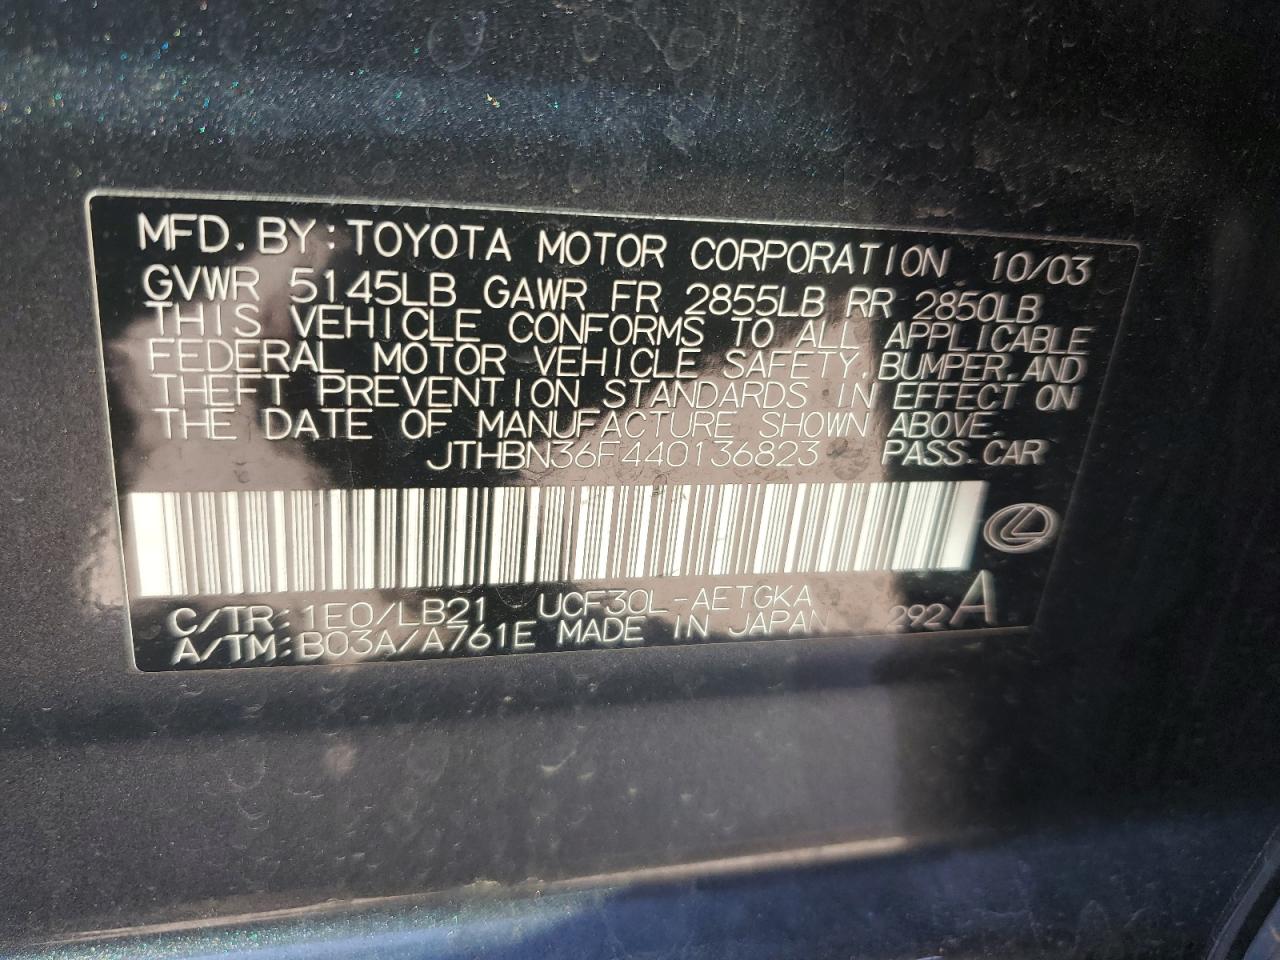 MFD. BY: TOYOTA MOTOR CORPORATION 10/03
GVWR 5145LB GAWR FR 2855LB RR 2850LB
THIS VEHICLE CONFORMS TO ALL APPLICABLE
FEDERAL MOTOR VEHICLE SAFETY, BUMPER, AND
THEFT PREVENTION STANDARDS IN EFFECT ON
THE DATE OF MANUFACTURE SHOWN ABOVE.
JTHBN36F440136823 PASS. CAR
C/TR: 1E0/LB21 UCF30L-AETGKA
A/TM: B03A/A761E MADE IN JAPAN 292 A